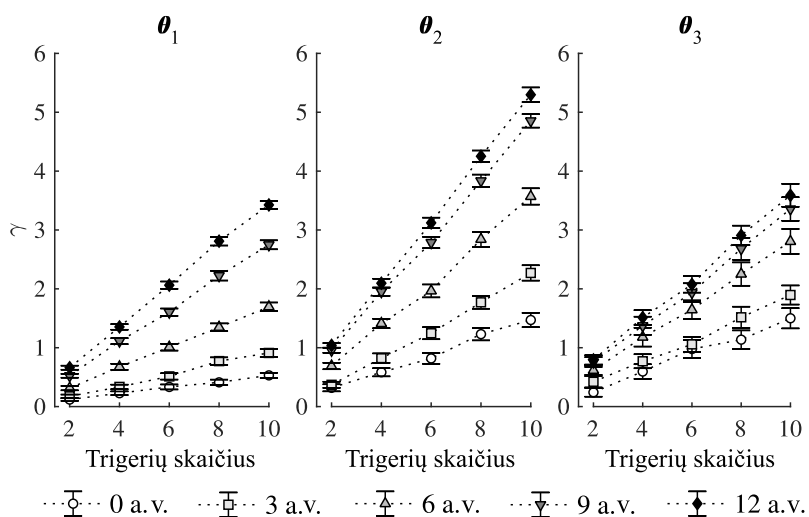 θ1 θ2 θ3
6 6 6
5 5 5
4 4 4
γ 3 3 3
2 2 2
1 1 1
0 0 0
2 4 6 8 10 2 4 6 8 10 2 4 6 8 10
Trigerių skaičius Trigerių skaičius Trigerių skaičius
0 a.v. 3 a.v. 6 a.v. 9 a.v. 12 a.v.